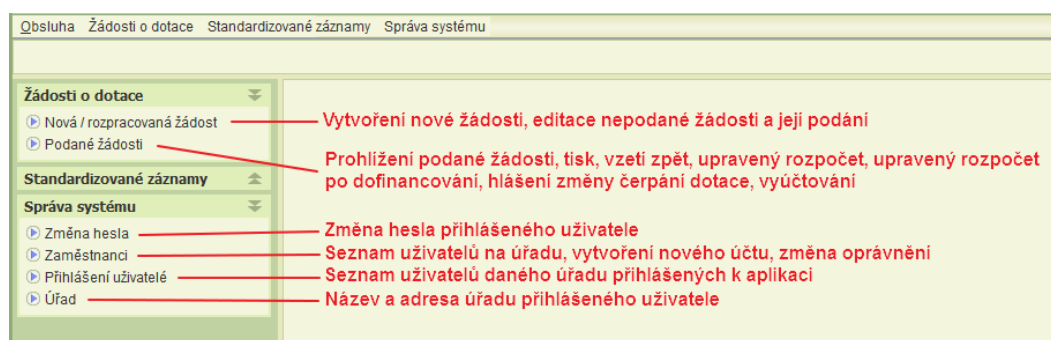 Obsluha Žádosti o dotace Standardizované záznamy Správa systému
Žádosti o dotace
Nová / rozpracovaná žádost
Vytvoření nové žádosti, editace nepodané žádosti a její podání
Podané žádosti
Prohlížení podané žádosti, tisk, vzetí zpět, upravený rozpočet, upravený rozpočet
po dofinancování, hlášení změny čerpání dotace, vyúčtování
Standardizované záznamy
Správa systému
Změna hesla
Změna hesla přihlášeného uživatele
Zaměstnanci
Seznam uživatelů na úřadu, vytvoření nového účtu, změna oprávnění
Přihlášení uživatelé
Seznam uživatelů daného úřadu přihlášených k aplikaci
Úřad
Název a adresa úřadu přihlášeného uživatele